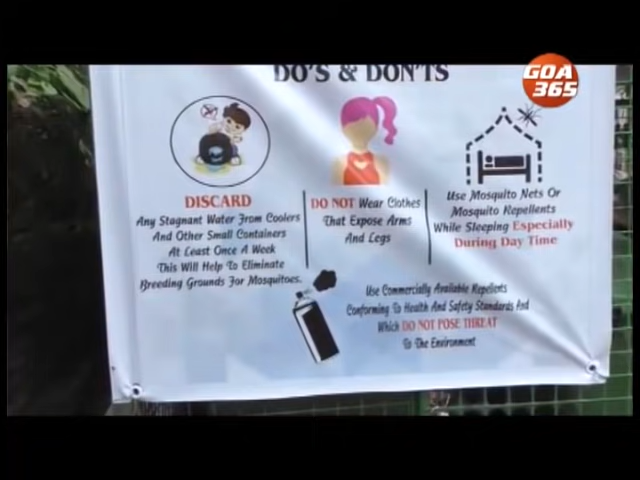 GOA
365
DO'S & DON'TS
DISCARD
Any Stagnant Water From Coolers
And Other Small Containers
At Least Once A Week
This Will Help To Eliminate
Breeding Grounds For Mosquitoes.
DO NOT Wear Clothes
That Expose Arms
And Legs
Use Mosquito Nets Or
Mosquito Repellents
While Sleeping Especially
During Day Time
Use Commercially Available Repellents
Conforming To Health And Safety Standards And
Which DO NOT POSE THREAT
To The Environment